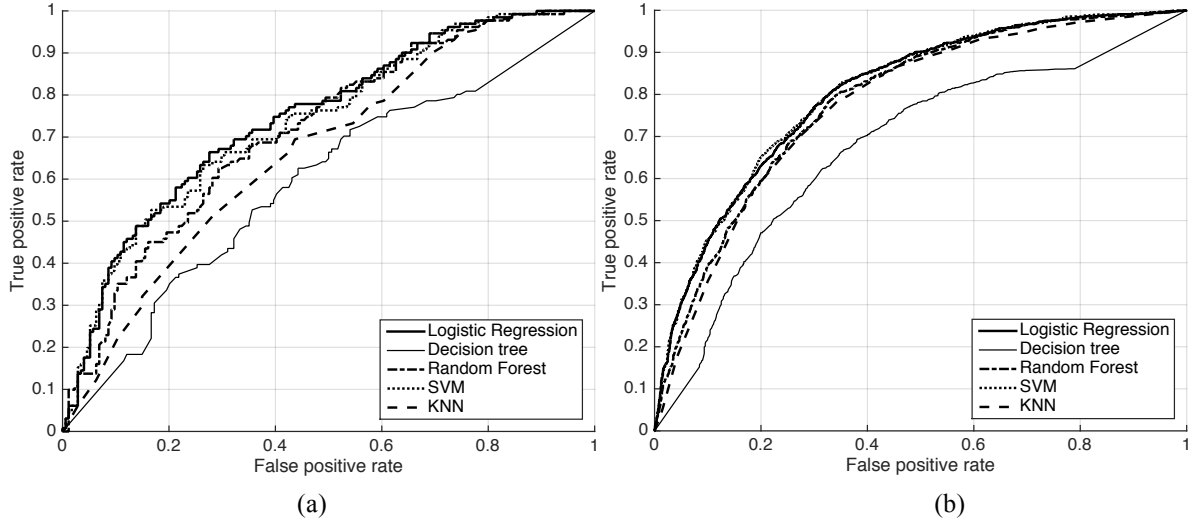 1
0.9
0.8
0.7
0.6
0.5
0.4
0.3
0.2
0.1
0
True positive rate
0 0.2 0.4 0.6 0.8 1
False positive rate
Logistic Regression
Decision tree
Random Forest
SVM
KNN
(a)
1
0.9
0.8
0.7
0.6
0.5
0.4
0.3
0.2
0.1
0
True positive rate
0 0.2 0.4 0.6 0.8 1
False positive rate
Logistic Regression
Decision tree
Random Forest
SVM
KNN
(b)